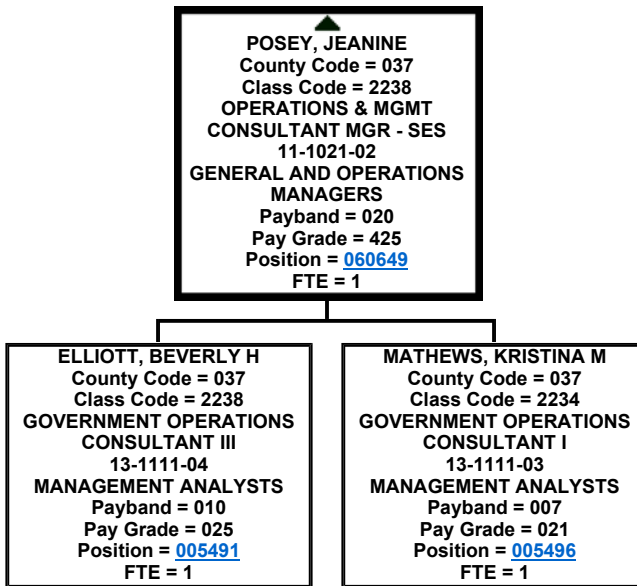 POSEY, JEANINE
County Code = 037
Class Code = 2238
OPERATIONS & MGMT
CONSULTANT MGR - SES
11-1021-02
GENERAL AND OPERATIONS
MANAGERS
Payband = 020
Pay Grade = 425
Position = 060649
FTE = 1
ELLIOTT, BEVERLY H
County Code = 037
Class Code = 2238
GOVERNMENT OPERATIONS
CONSULTANT III
13-1111-04
MANAGEMENT ANALYSTS
Payband = 010
Pay Grade = 025
Position = 005491
FTE = 1
MATHEWS, KRISTINA M
County Code = 037
Class Code = 2234
GOVERNMENT OPERATIONS
CONSULTANT I
13-1111-03
MANAGEMENT ANALYSTS
Payband = 007
Pay Grade = 021
Position = 005496
FTE = 1